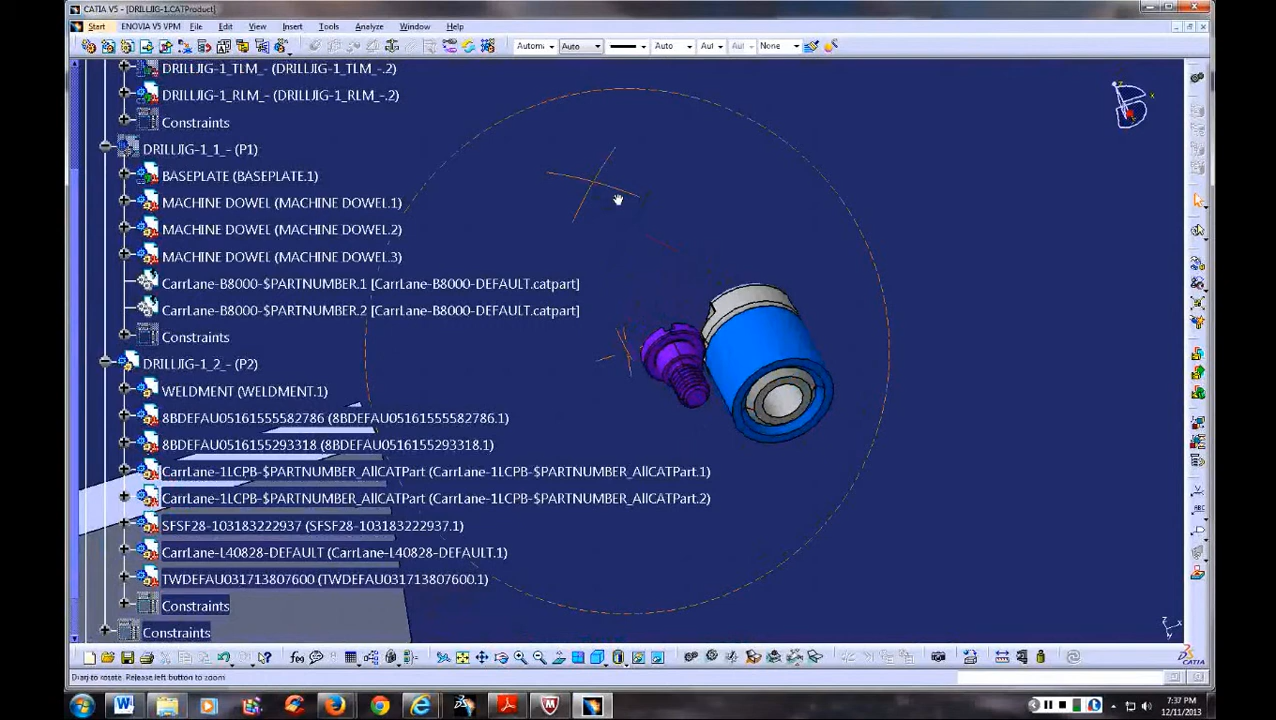 CATIA V5 - [DRILLJIG-1.CATProduct]
Start ENOVIA V5 VPM File Edit View Insert Tools Analyze Window Help
Autom Auto Auto Aut Aut None
DRILLJIG-1_TLM_- (DRILLJIG-1_TLM_-.2)
DRILLJIG-1_RLM_- (DRILLJIG-1_RLM_-.2)
Constraints
DRILLJIG-1_1_- (P1)
BASEPLATE (BASEPLATE.1)
MACHINE DOWEL (MACHINE DOWEL.1)
MACHINE DOWEL (MACHINE DOWEL.2)
MACHINE DOWEL (MACHINE DOWEL.3)
CarrLane-B8000-$PARTNUMBER.1 [CarrLane-B8000-DEFAULT.catpart]
CarrLane-B8000-$PARTNUMBER.2 [CarrLane-B8000-DEFAULT.catpart]
Constraints
DRILLJIG-1_2_- (P2)
WELDMENT (WELDMENT.1)
8BDEFAU05161555582786 (8BDEFAU05161555582786.1)
8BDEFAU0516155293318 (8BDEFAU0516155293318.1)
CarrLane-1LCPB-$PARTNUMBER_AllCATPart (CarrLane-1LCPB-$PARTNUMBER_AllCATPart.1)
CarrLane-1LCPB-$PARTNUMBER_AllCATPart (CarrLane-1LCPB-$PARTNUMBER_AllCATPart.2)
SFSF28-103183222937 (SFSF28-103183222937.1)
CarrLane-L40828-DEFAULT (CarrLane-L40828-DEFAULT.1)
TWDEFAU031713807600 (TWDEFAU031713807600.1)
Constraints
Constraints
Drag to rotate. Release left button to zoom
7:37 PM
12/11/2013